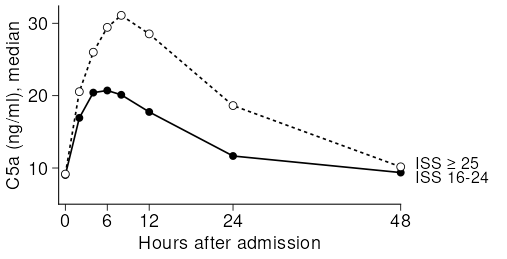 C5a (ng/ml), median
30
20
10
0 6 12 24 48
Hours after admission
ISS ≥ 25
ISS 16-24